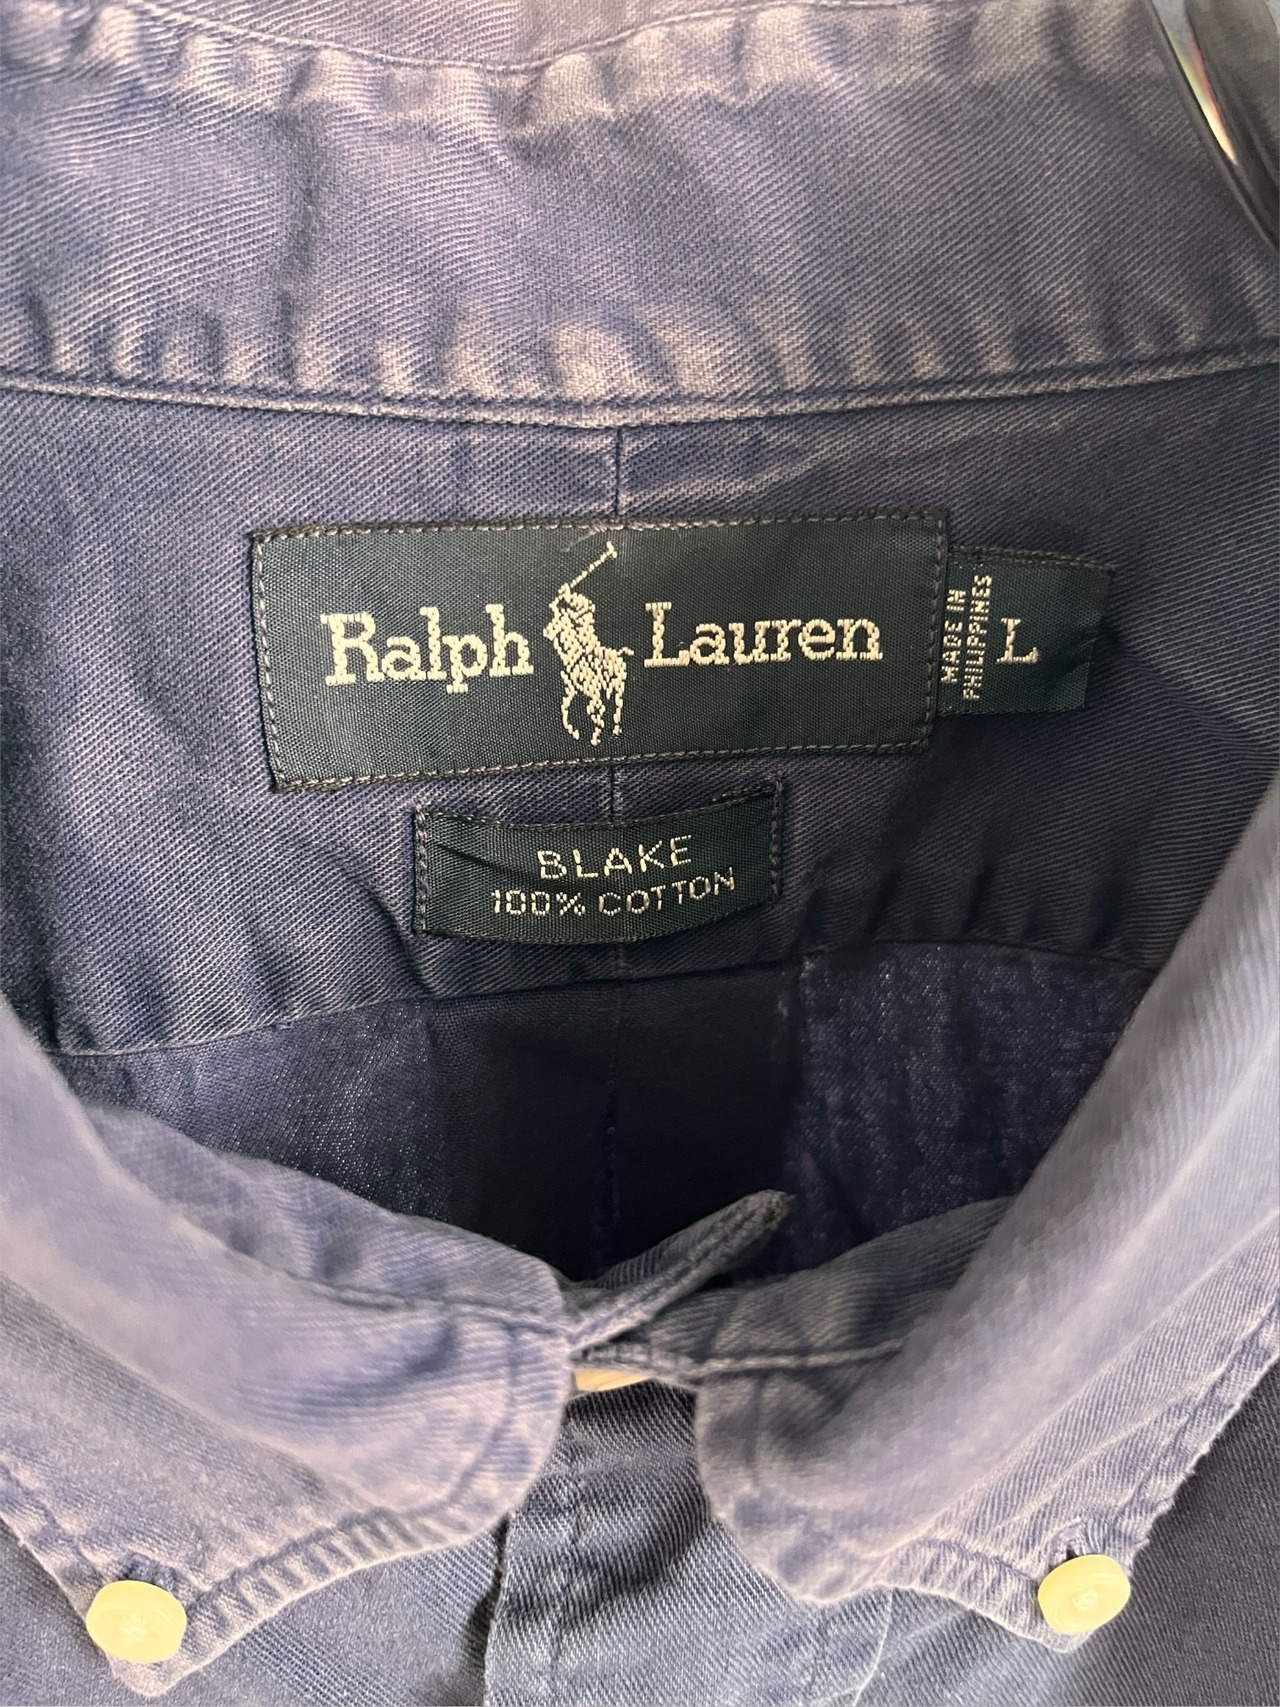 Ralph Lauren
MADE IN
PHILIPPINES
L
BLAKE
100% COTTON